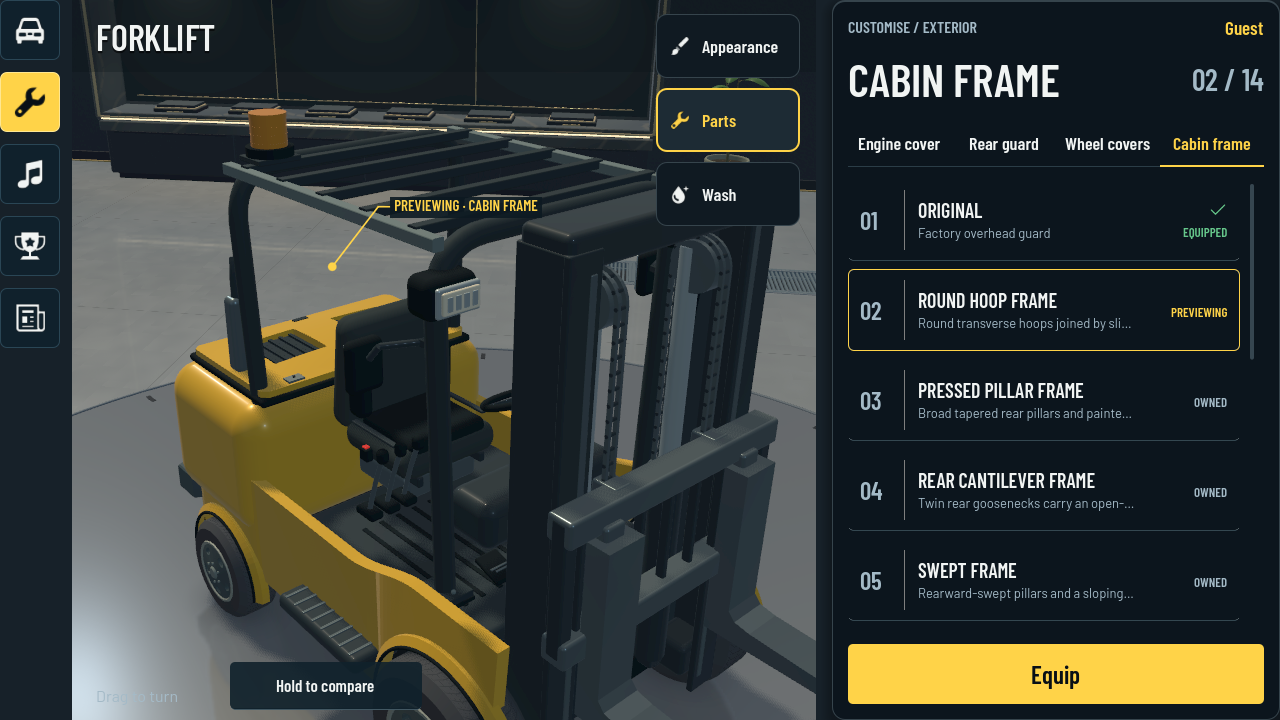 FORKLIFT
Appearance
Parts
Wash
PREVIEWING · CABIN FRAME
Drag to turn
Hold to compare
CUSTOMISE / EXTERIOR
Guest
CABIN FRAME
02 / 14
Engine cover
Rear guard
Wheel covers
Cabin frame
01
ORIGINAL
Factory overhead guard
EQUIPPED
02
ROUND HOOP FRAME
Round transverse hoops joined by sli...
PREVIEWING
03
PRESSED PILLAR FRAME
Broad tapered rear pillars and painte...
OWNED
04
REAR CANTILEVER FRAME
Twin rear goosenecks carry an open-...
OWNED
05
SWEPT FRAME
Rearward-swept pillars and a sloping...
OWNED
Equip